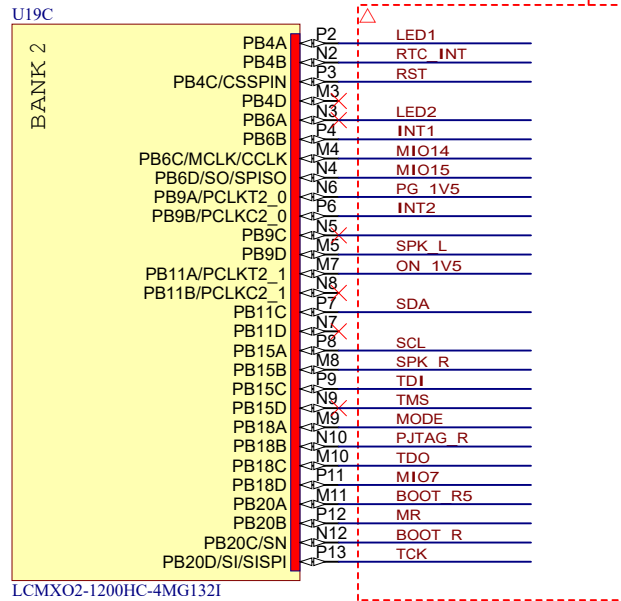 U19C
BANK 2
PB4A P2 LED1
PB4B N2 RTC_INT
PB4C/CSSPIN P3 RST
PB4D M3
PB6A N3 LED2
PB6B P4 INT1
PB6C/MCLK/CCLK M4 MIO14
PB6D/SO/SPISO N4 MIO15
PB9A/PCLKT2_0 N6 PG_1V5
PB9B/PCLKC2_0 P6 INT2
PB9C N5
PB9D M5 SPK_L
PB11A/PCLKT2_1 M7 ON_1V5
PB11B/PCLKC2_1 N8
PB11C P7 SDA
PB11D N7
PB15A P8 SCL
PB15B M8 SPK_R
PB15C P9 TDI
PB15D N9 TMS
PB18A M9 MODE
PB18B N10 PJTAG_R
PB18C M10 TDO
PB18D P11 MIO7
PB20A M11 BOOT_R5
PB20B P12 MR
PB20C/SN N12 BOOT_R
PB20D/SI/SISPI P13 TCK
LCMXO2-1200HC-4MG132I